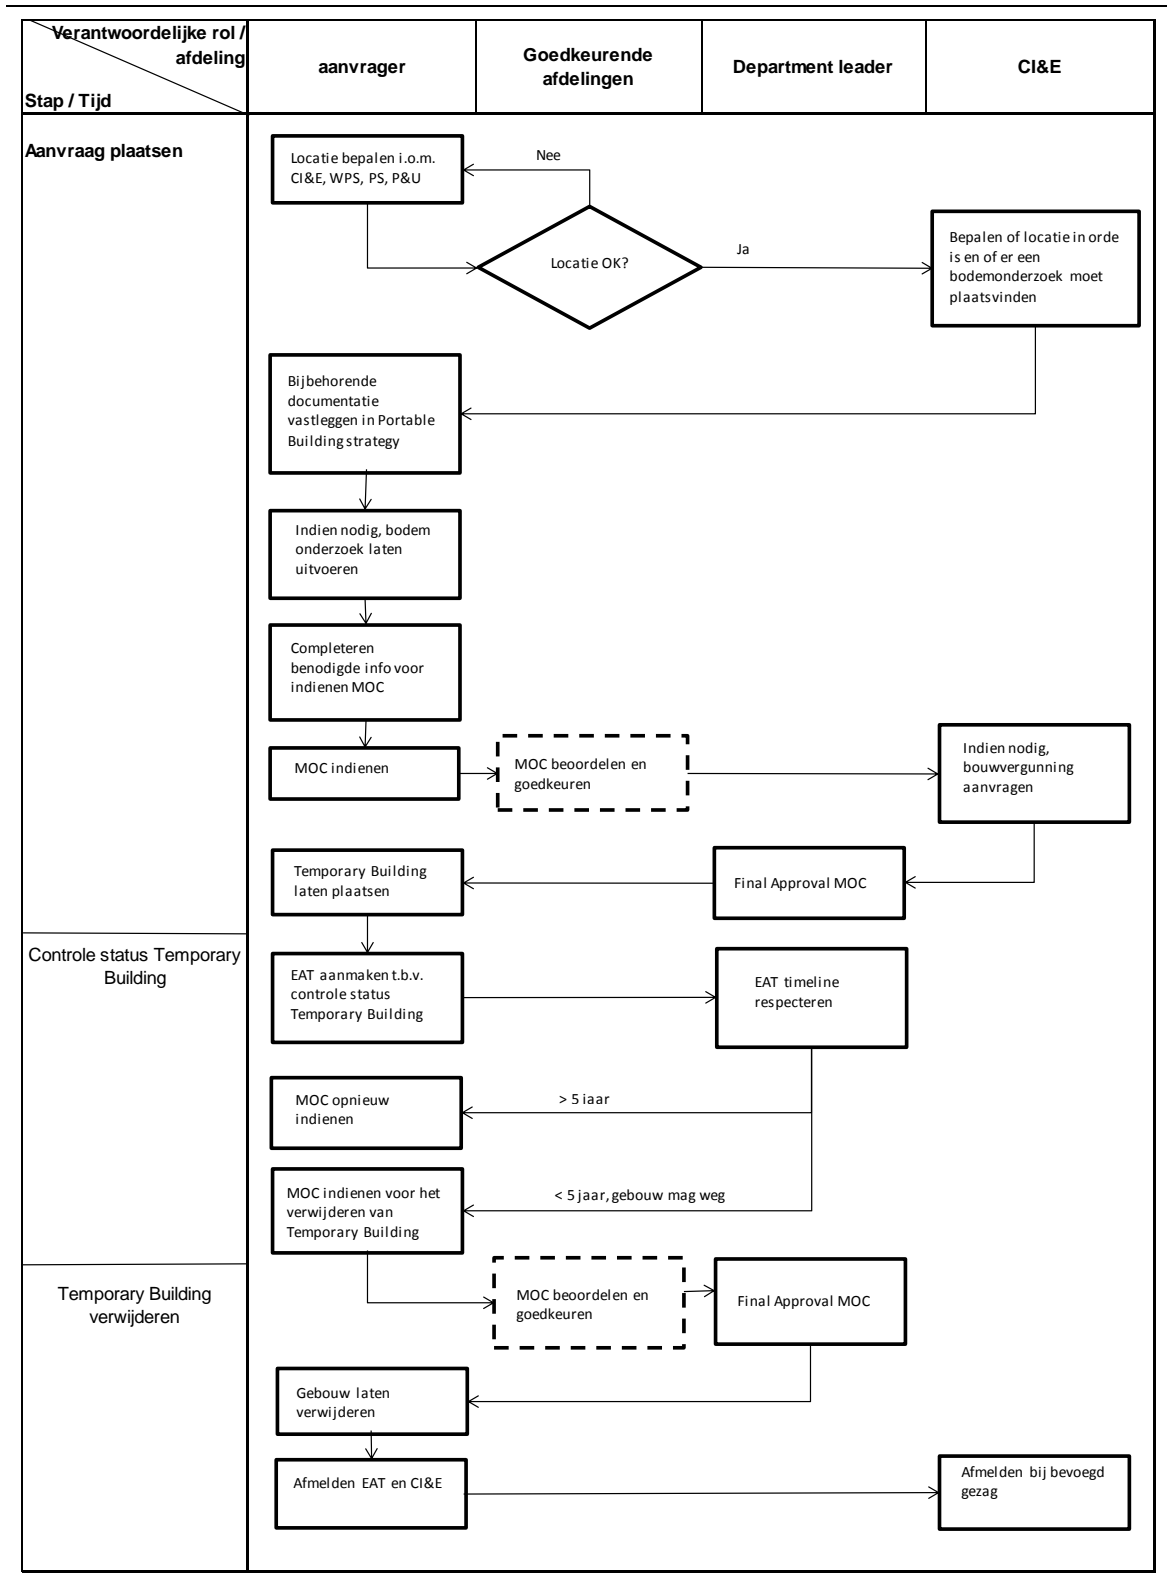 Verantwoordelijke rol /
afdeling
Stap / Tijd
aanvrager
Goedkeurende
afdelingen
Department leader
CI&E
Aanvraag plaatsen
Locatie bepalen i.o.m.
CI&E, WPS, PS, P&U
Nee
Locatie OK?
Ja
Bepalen of locatie in orde
is en of er een
bodemonderzoek moet
plaatsvinden
Bijbehorende
documentatie
vastleggen in Portable
Building strategy
Indien nodig, bodem
onderzoek laten
uitvoeren
Completeren
benodigde info voor
indienen MOC
MOC indienen
MOC beoordelen en
goedkeuren
Indien nodig,
bouwvergunning
aanvragen
Temporary Building
laten plaatsen
Final Approval MOC
Controle status Temporary
Building
EAT aanmaken t.b.v.
controle status
Temporary Building
EAT timeline
respecteren
MOC opnieuw
indienen
> 5 jaar
MOC indienen voor het
verwijderen van
Temporary Building
< 5 jaar, gebouw mag weg
Temporary Building
verwijderen
MOC beoordelen en
goedkeuren
Final Approval MOC
Gebouw laten
verwijderen
Afmelden EAT en CI&E
Afmelden bij bevoegd
gezag